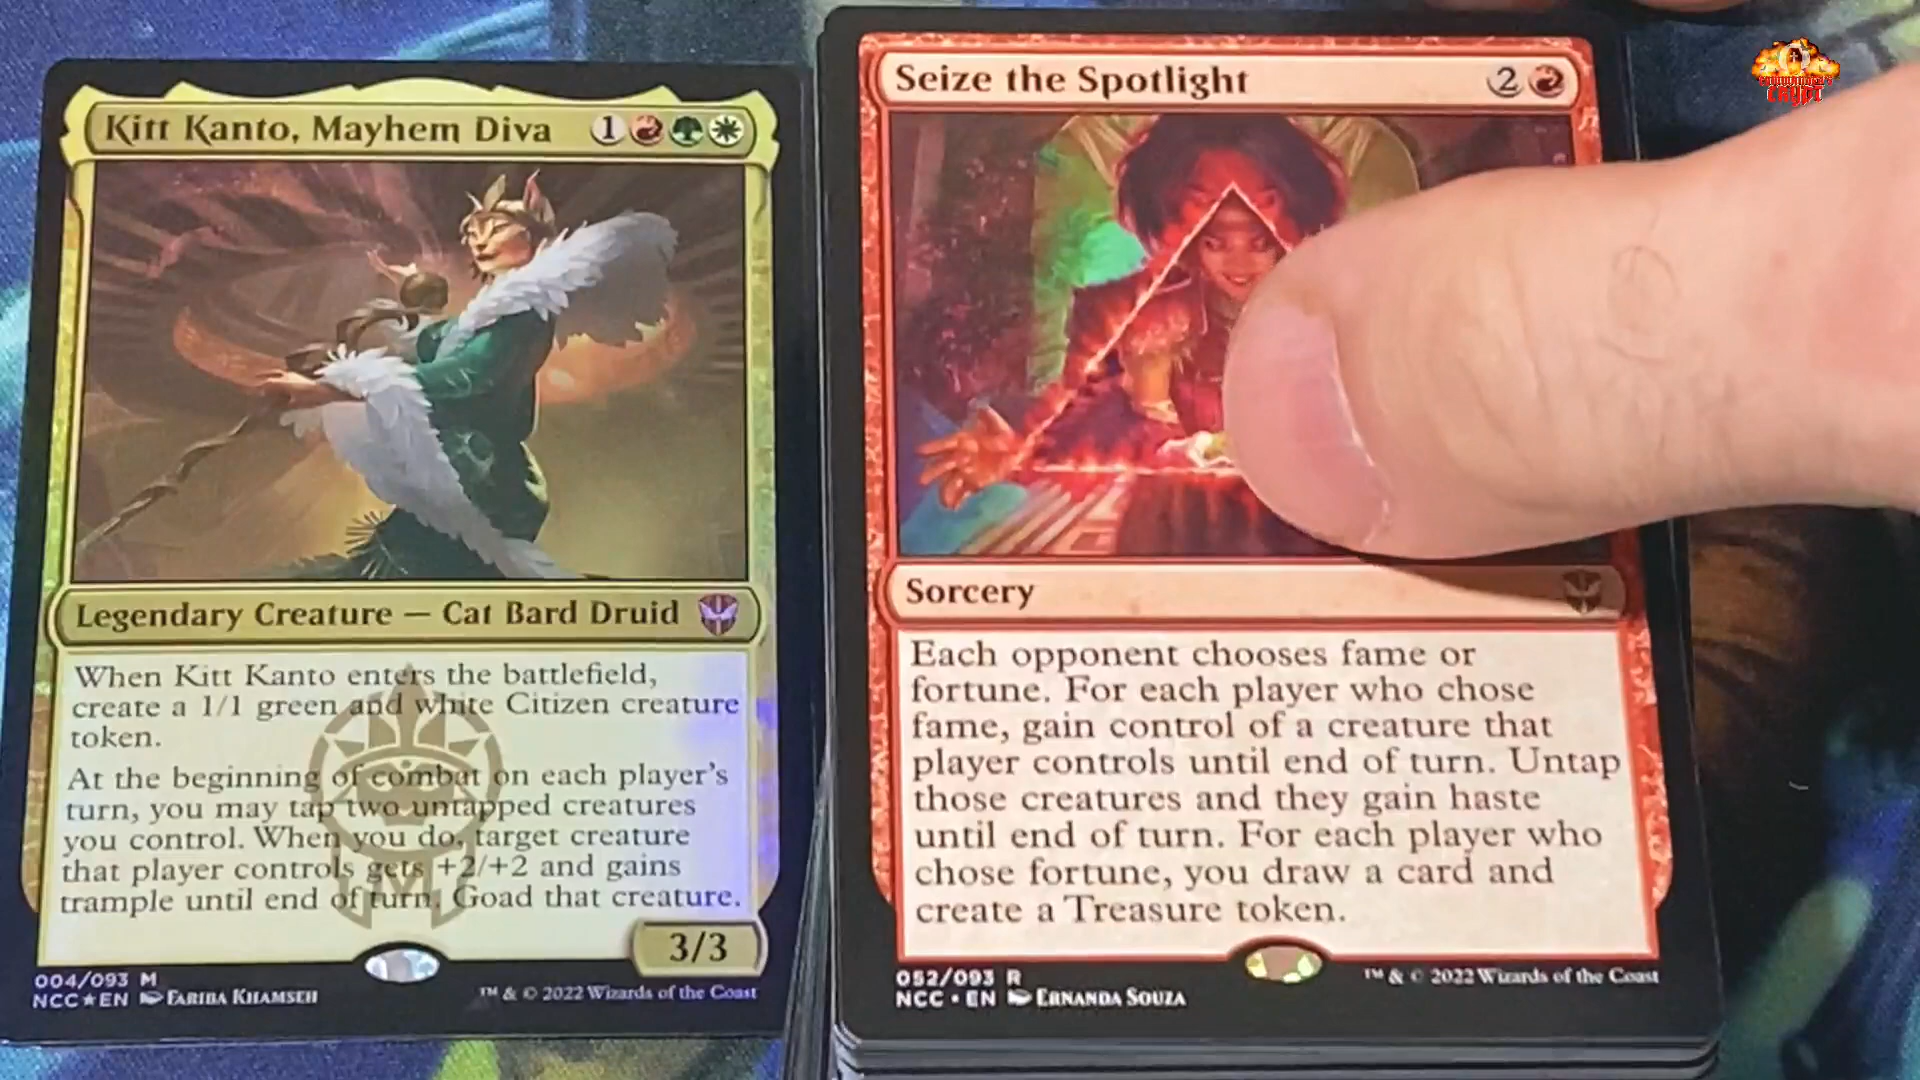 Kitt Kanto, Mayhem Diva 1
Legendary Creature — Cat Bard Druid
When Kitt Kanto enters the battlefield,
create a 1/1 green and white Citizen creature
token.
At the beginning of combat on each player's
turn, you may tap two untapped creatures
you control. When you do, target creature
that player controls gets +2/+2 and gains
trample until end of turn. Goad that creature.
3/3
004/093 M
NCC★EN FARIBA KHAMSEH
™ & © 2022 Wizards of the Coast
Seize the Spotlight 2
Sorcery
Each opponent chooses fame or
fortune. For each player who chose
fame, gain control of a creature that
player controls until end of turn. Untap
those creatures and they gain haste
until end of turn. For each player who
chose fortune, you draw a card and
create a Treasure token.
052/093 R
NCC • EN ERNANDA SOUZA
™ & © 2022 Wizards of the Coast
CRYPT